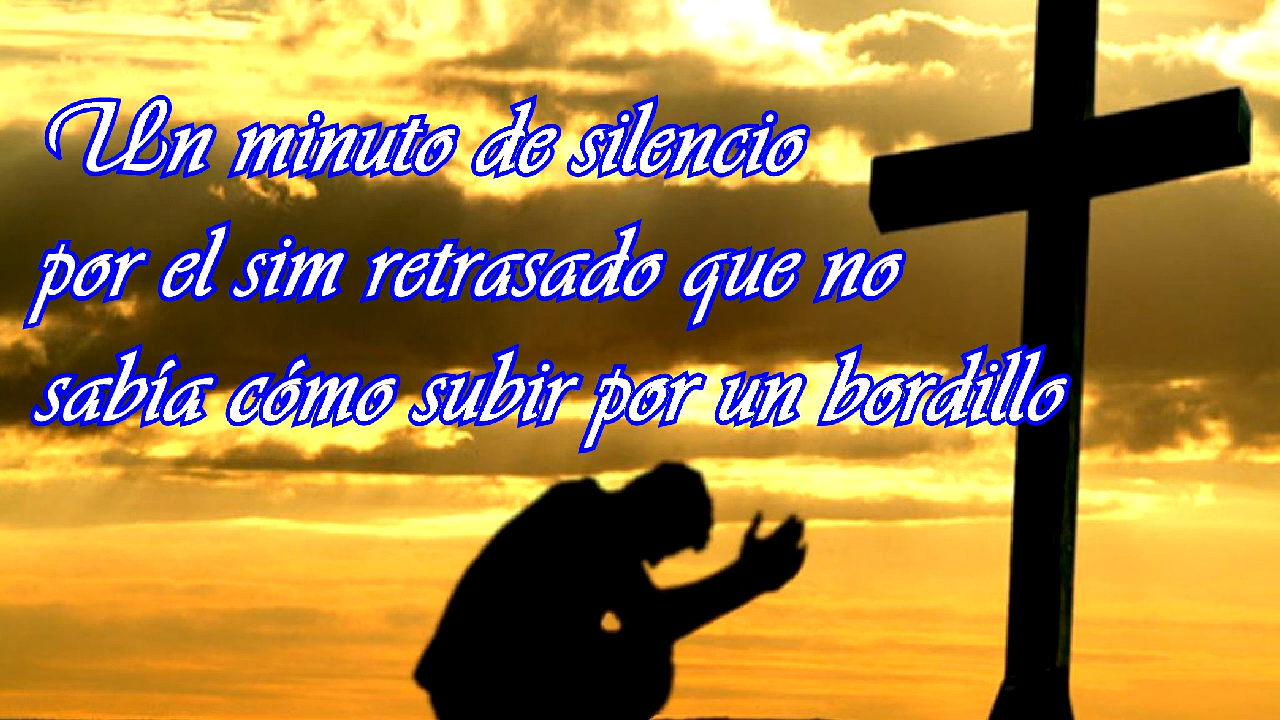 Un minuto de silencio
por el sim retrasado que no
sabía cómo subir por un bordillo